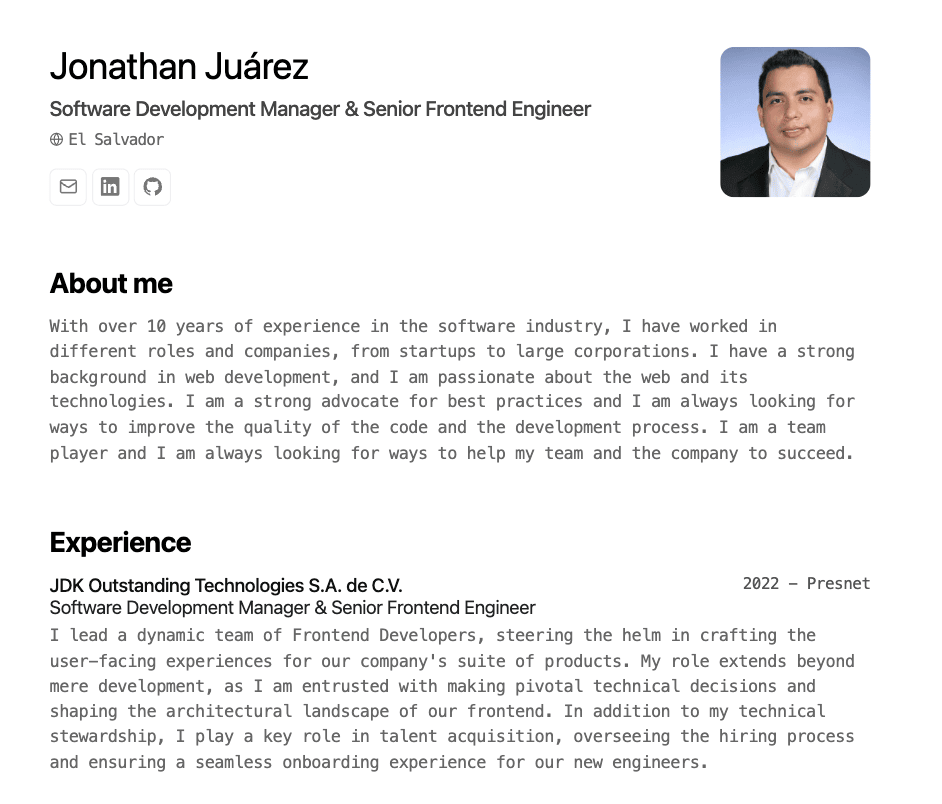 Jonathan Juárez
Software Development Manager & Senior Frontend Engineer
El Salvador
in
About me
With over 10 years of experience in the software industry, I have worked in
different roles and companies, from startups to large corporations. I have a strong
background in web development, and I am passionate about the web and its
technologies. I am a strong advocate for best practices and I am always looking for
ways to improve the quality of the code and the development process. I am a team
player and I am always looking for ways to help my team and the company to succeed.
Experience
JDK Outstanding Technologies S.A. de C.V.
2022 – Presnet
Software Development Manager & Senior Frontend Engineer
I lead a dynamic team of Frontend Developers, steering the helm in crafting the
user-facing experiences for our company's suite of products. My role extends beyond
mere development, as I am entrusted with making pivotal technical decisions and
shaping the architectural landscape of our frontend. In addition to my technical
stewardship, I play a key role in talent acquisition, overseeing the hiring process
and ensuring a seamless onboarding experience for our new engineers.